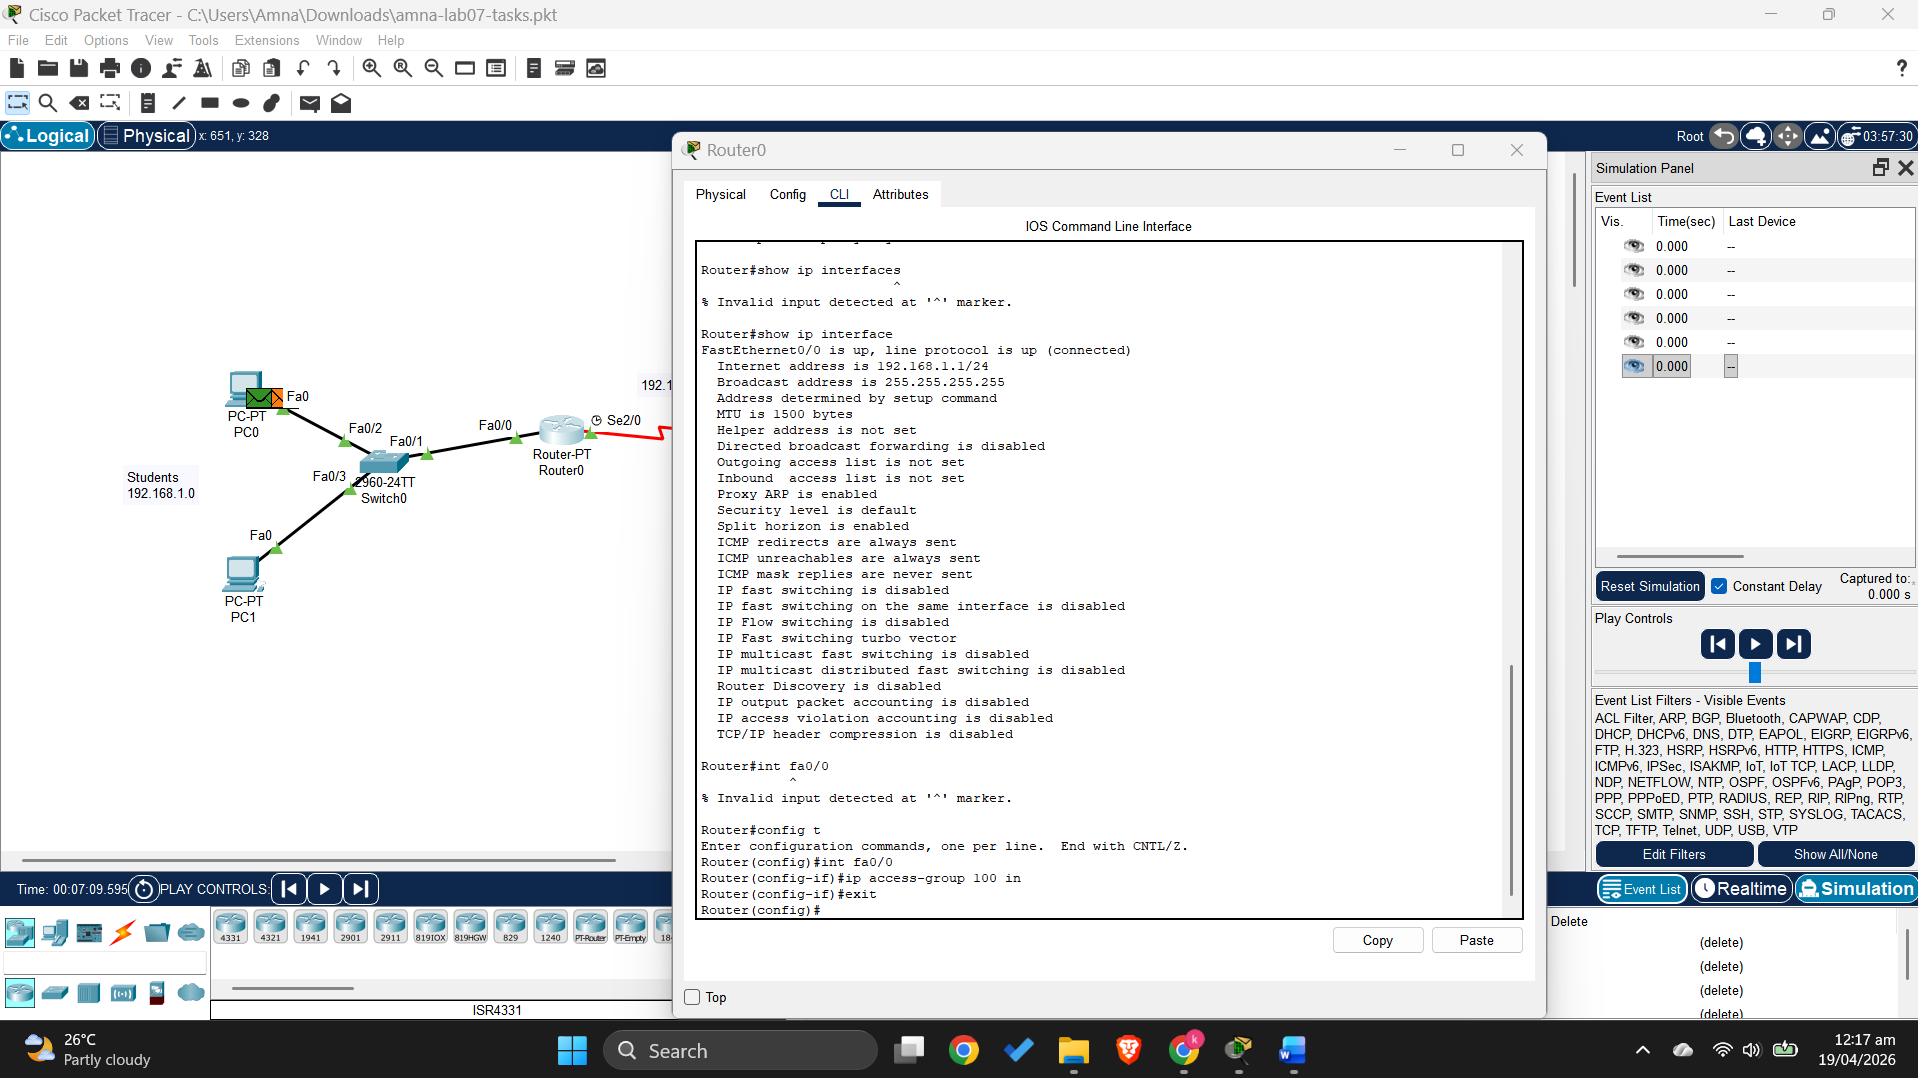 Cisco Packet Tracer - C:\Users\Amna\Downloads\amna-lab07-tasks.pkt
File Edit Options View Tools Extensions Window Help
Logical Physical x: 651, y: 328
Root 03:57:30
PC-PT
PC0
Fa0
Fa0/2
Fa0/1
Fa0/0
Se2/0
192.1
Router-PT
Router0
Fa0/3
2960-24TT
Switch0
Students
192.168.1.0
Fa0
PC-PT
PC1
Router0
Physical Config CLI Attributes
IOS Command Line Interface
Router#show ip interfaces
^
% Invalid input detected at '^' marker.
Router#show ip interface
FastEthernet0/0 is up, line protocol is up (connected)
Internet address is 192.168.1.1/24
Broadcast address is 255.255.255.255
Address determined by setup command
MTU is 1500 bytes
Helper address is not set
Directed broadcast forwarding is disabled
Outgoing access list is not set
Inbound  access list is not set
Proxy ARP is enabled
Security level is default
Split horizon is enabled
ICMP redirects are always sent
ICMP unreachables are always sent
ICMP mask replies are never sent
IP fast switching is disabled
IP fast switching on the same interface is disabled
IP Flow switching is disabled
IP Fast switching turbo vector
IP multicast fast switching is disabled
IP multicast distributed fast switching is disabled
Router Discovery is disabled
IP output packet accounting is disabled
IP access violation accounting is disabled
TCP/IP header compression is disabled
Router#int fa0/0
^
% Invalid input detected at '^' marker.
Router#config t
Enter configuration commands, one per line.  End with CNTL/Z.
Router(config)#int fa0/0
Router(config-if)#ip access-group 100 in
Router(config-if)#exit
Router(config)#
Copy Paste
Top
Simulation Panel
Event List
Vis. Time(sec) Last Device
0.000 --
0.000 --
0.000 --
0.000 --
0.000 --
0.000 --
Reset Simulation Constant Delay Captured to:
0.000 s
Play Controls
Event List Filters - Visible Events
ACL Filter, ARP, BGP, Bluetooth, CAPWAP, CDP,
DHCP, DHCPv6, DNS, DTP, EAPOL, EIGRP, EIGRPv6,
FTP, H.323, HSRP, HSRPv6, HTTP, HTTPS, ICMP,
ICMPv6, IPSec, ISAKMP, IoT, IoT TCP, LACP, LLDP,
NDP, NETFLOW, NTP, OSPF, OSPFv6, PAgP, POP3,
PPP, PPPoED, PTP, RADIUS, REP, RIP, RIPng, RTP,
SCCP, SMTP, SNMP, SSH, STP, SYSLOG, TACACS,
TCP, TFTP, Telnet, UDP, USB, VTP
Edit Filters Show All/None
Event List Realtime Simulation
Time: 00:07:09.595 PLAY CONTROLS:
4331 4321 1941 2901 2911 819IOX 819HGW 829 1240 PT-Router PT-Empty 18
ISR4331
Delete
(delete)
(delete)
(delete)
(delete)
26°C
Partly cloudy
Search
12:17 am
19/04/2026